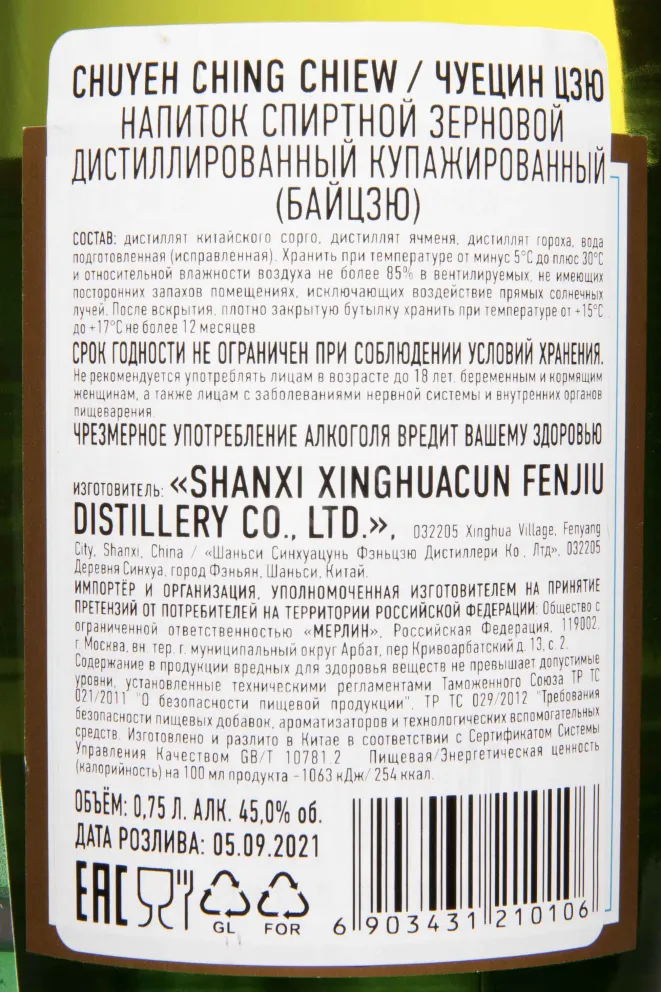 CHUYEH CHING CHIEW / ЧУЕЦИН ЦЗЮ
НАПИТОК СПИРТНОЙ ЗЕРНОВОЙ
ДИСТИЛЛИРОВАННЫЙ КУПАЖИРОВАННЫЙ
(БАЙЦЗЮ)
СОСТАВ: дистиллят китайского сорго, дистиллят ячменя, дистиллят гороха, вода
подготовленная (исправленная). Хранить при температуре от минус 5°С до плюс 30°С
и относительной влажности воздуха не более 85% в вентилируемых, не имеющих
посторонних запахов помещениях, исключающих воздействие прямых солнечных
лучей. После вскрытия, плотно закрытую бутылку хранить при температуре от +15°С
до +17°С не более 12 месяцев
СРОК ГОДНОСТИ НЕ ОГРАНИЧЕН ПРИ СОБЛЮДЕНИИ УСЛОВИЙ ХРАНЕНИЯ.
Не рекомендуется употреблять лицам в возрасте до 18 лет, беременным и кормящим
женщинам, а также лицам с заболеваниями нервной системы и внутренних органов
пищеварения.
ЧРЕЗМЕРНОЕ УПОТРЕБЛЕНИЕ АЛКОГОЛЯ ВРЕДИТ ВАШЕМУ ЗДОРОВЬЮ
ИЗГОТОВИТЕЛЬ: «SHANXI XINGHUACUN FENJIU
DISTILLERY CO., LTD.», 032205 Xinghua Village, Fenyang
City, Shanxi, China / «Шаньси Синхуацунь Фэньцзю Дистиллери Ко., Лтд», 032205
Деревня Синхуа, город Фэньян, Шаньси, Китай.
ИМПОРТЁР И ОРГАНИЗАЦИЯ, УПОЛНОМОЧЕННАЯ ИЗГОТОВИТЕЛЕМ НА ПРИНЯТИЕ
ПРЕТЕНЗИЙ ОТ ПОТРЕБИТЕЛЕЙ НА ТЕРРИТОРИИ РОССИЙСКОЙ ФЕДЕРАЦИИ: Общество с
ограниченной ответственностью «МЕРЛИН», Российская Федерация, 119002,
г. Москва, вн. тер. г. муниципальный округ Арбат, пер Кривоарбатский д. 13, с. 2.
Содержание в продукции вредных для здоровья веществ не превышает допустимые
уровни, установленные техническими регламентами Таможенного Союза ТР ТС
021/2011 "О безопасности пищевой продукции", ТР ТС 029/2012 "Требования
безопасности пищевых добавок, ароматизаторов и технологических вспомогательных
средств. Изготовлено и разлито в Китае в соответствии с Сертификатом Системы
Управления Качеством GB/T 10781.2 Пищевая/Энергетическая ценность
(калорийность) на 100 мл продукта - 1063 кДж/ 254 ккал.
ОБЪЁМ: 0,75 Л. АЛК. 45,0% об.
ДАТА РОЗЛИВА: 05.09.2021
EAC
GL
FOR
6 903431 210106